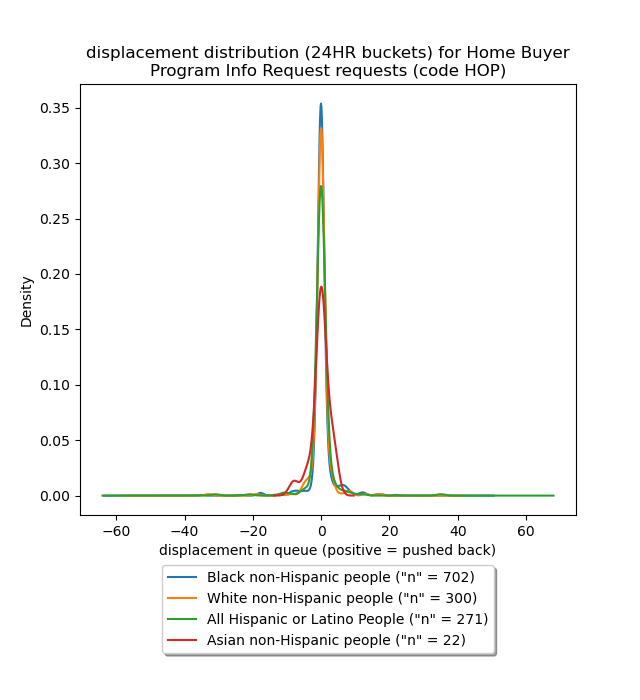 displacement distribution (24HR buckets) for Home Buyer
Program Info Request requests (code HOP)
0.35
0.30
0.25
0.20
0.15
0.10
0.05
0.00
Density
−60 −40 −20 0 20 40 60
displacement in queue (positive = pushed back)
Black non-Hispanic people ("n" = 702)
White non-Hispanic people ("n" = 300)
All Hispanic or Latino People ("n" = 271)
Asian non-Hispanic people ("n" = 22)